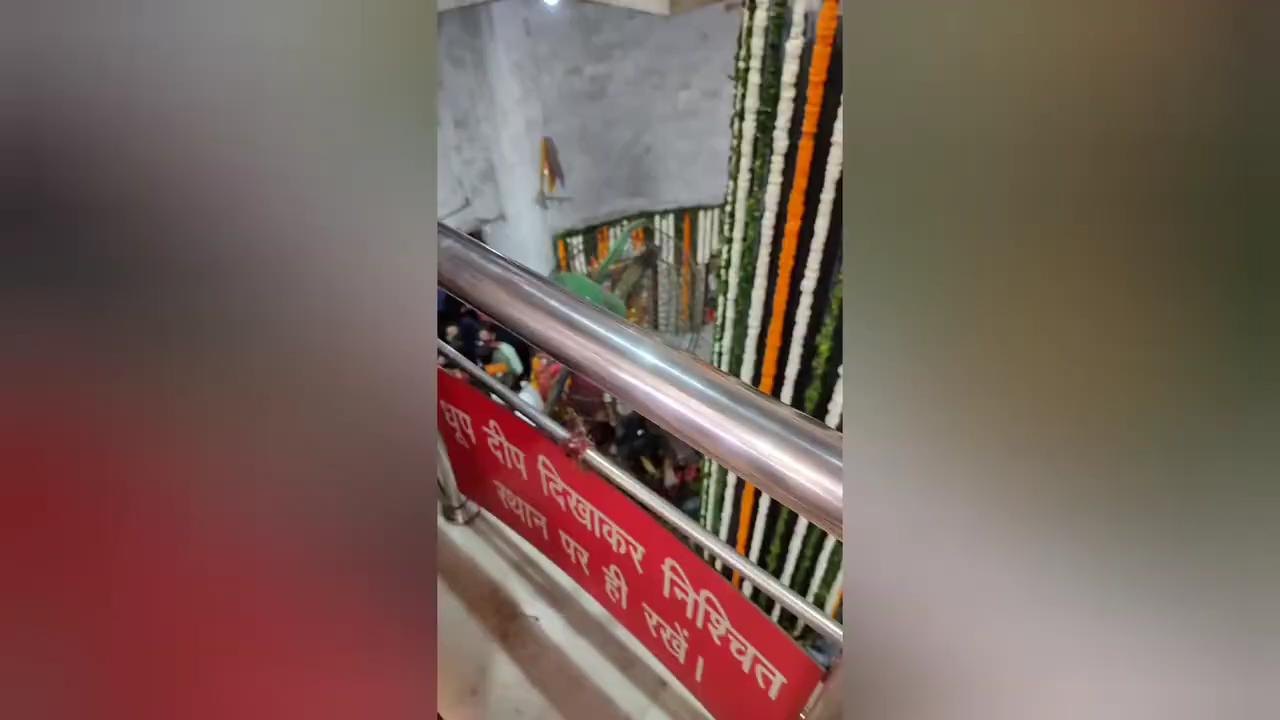 धूप दीप दिखाकर निश्चित
स्थान पर ही रखें।